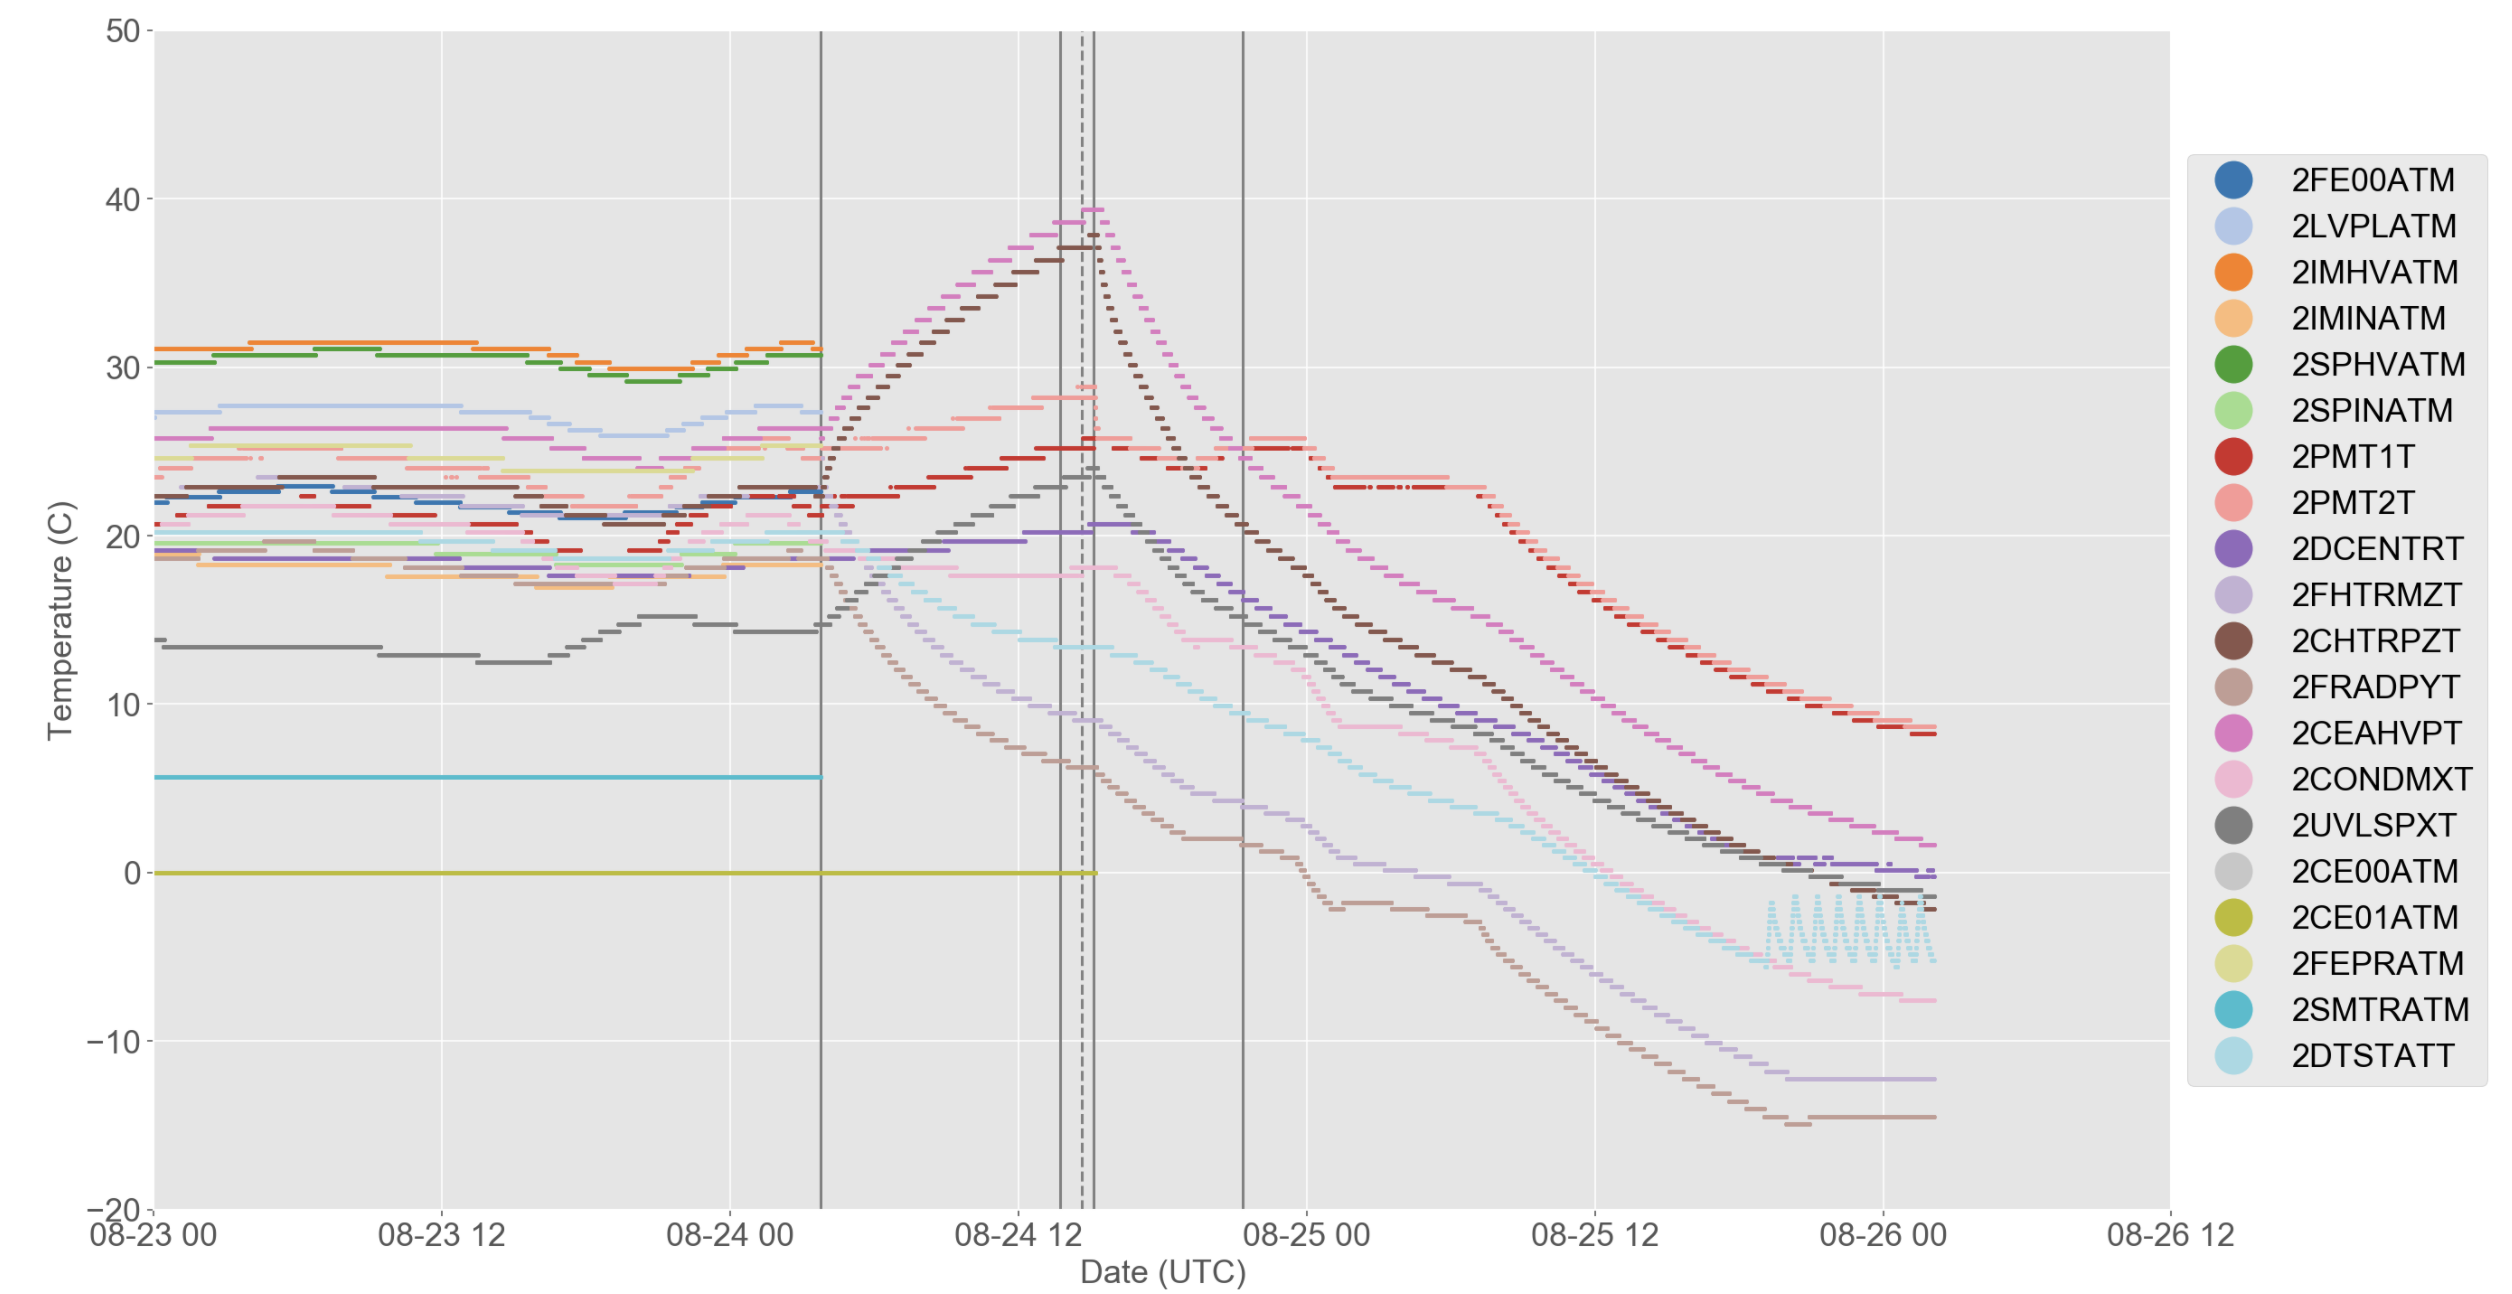 50
40
30
20
10
0
−10
−20
Temperature (C)
08-23 00
08-23 12
08-24 00
08-24 12
08-25 00
08-25 12
08-26 00
08-26 12
Date (UTC)
2FE00ATM
2LVPLATM
2IMHVATM
2IMINATM
2SPHVATM
2SPINATM
2PMT1T
2PMT2T
2DCENTRT
2FHTRMZT
2CHTRPZT
2FRADPYT
2CEAHVPT
2CONDMXT
2UVLSPXT
2CE00ATM
2CE01ATM
2FEPRATM
2SMTRATM
2DTSTATT